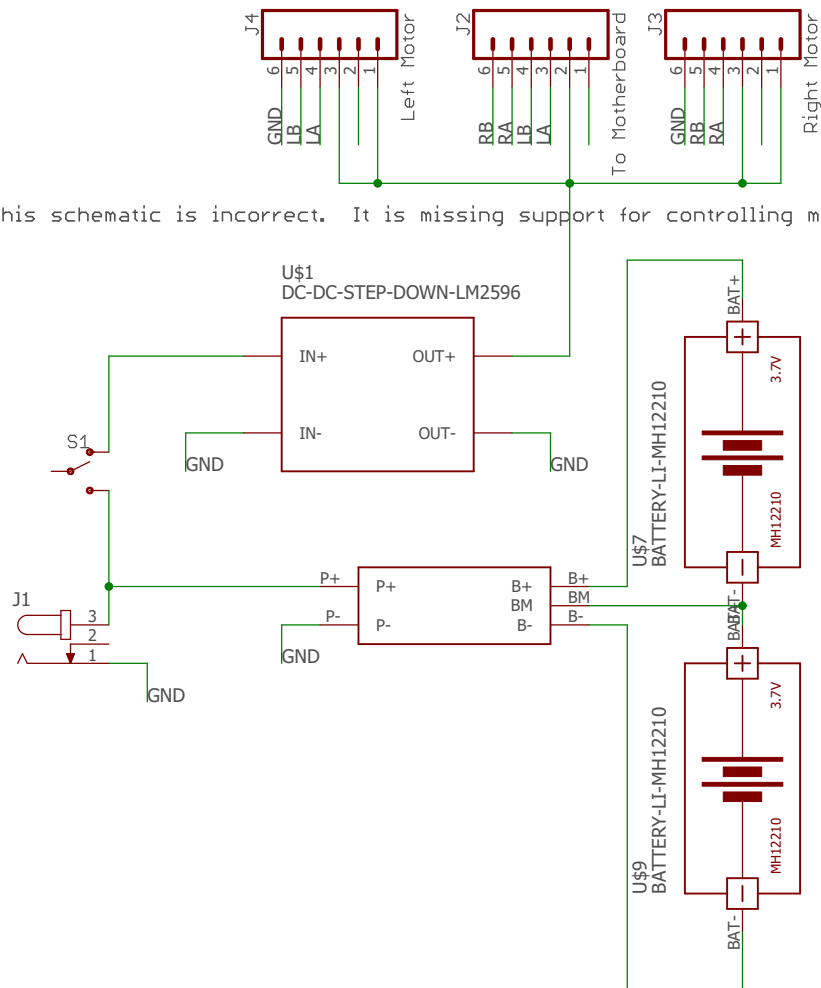 J4
6
5
4
3
2
1
GND
LB
LA
Left Motor
J2
6
5
4
3
2
1
RB
RA
LB
LA
To Motherboard
J3
6
5
4
3
2
1
GND
RB
RA
Right Motor
his schematic is incorrect. It is missing support for controlling m
U$1
DC-DC-STEP-DOWN-LM2596
IN+
OUT+
IN-
OUT-
GND
GND
S1
BAT+
3.7V
MH12210
U$7
BATTERY-LI-MH12210
BAT-
P+
P+
B+
B+
BM
BM
P-
P-
B-
B-
GND
J1
3
2
1
GND
BAT+
3.7V
MH12210
U$9
BATTERY-LI-MH12210
BAT-